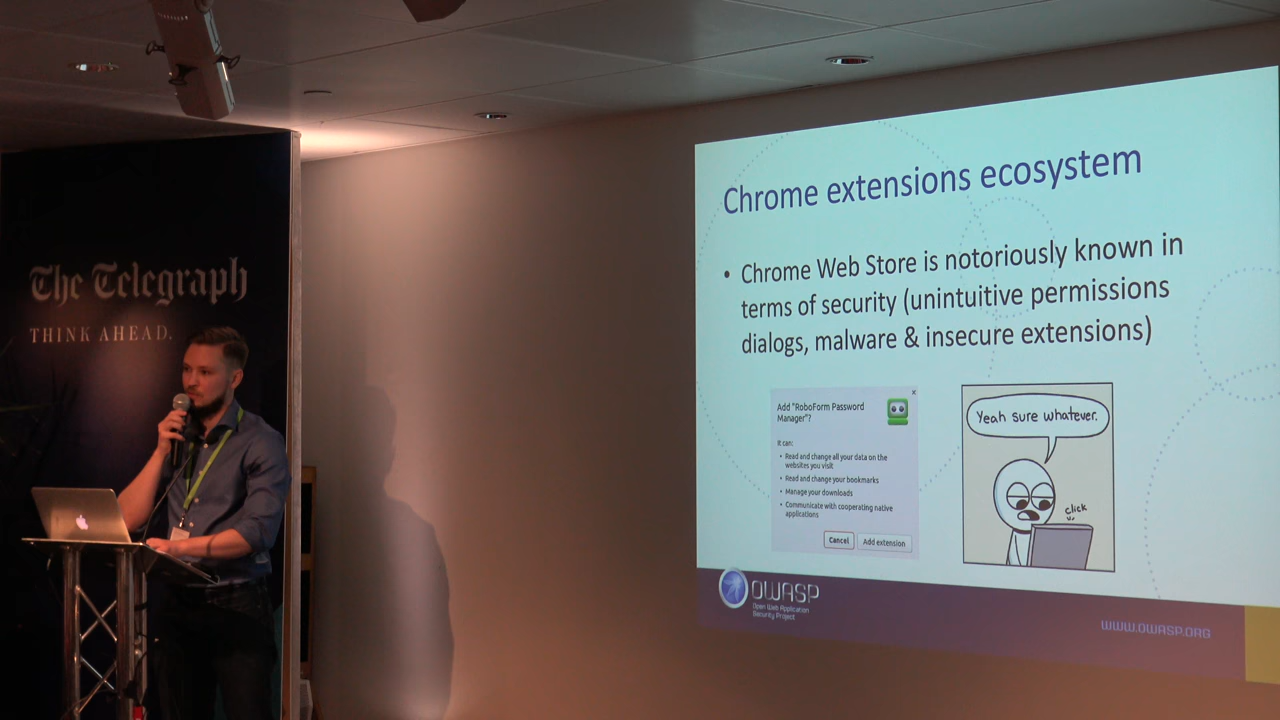 The Telegraph
THINK AHEAD.
Chrome extensions ecosystem
• Chrome Web Store is notoriously known in
terms of security (unintuitive permissions
dialogs, malware & insecure extensions)
Add "RoboForm Password
Manager"?
It can:
• Read and change all your data on the
websites you visit
• Read and change your bookmarks
• Manage your downloads
• Communicate with cooperating native
applications
Cancel
Add extension
Yeah sure whatever.
click
OWASP
Open Web Application
Security Project
WWW.OWASP.ORG